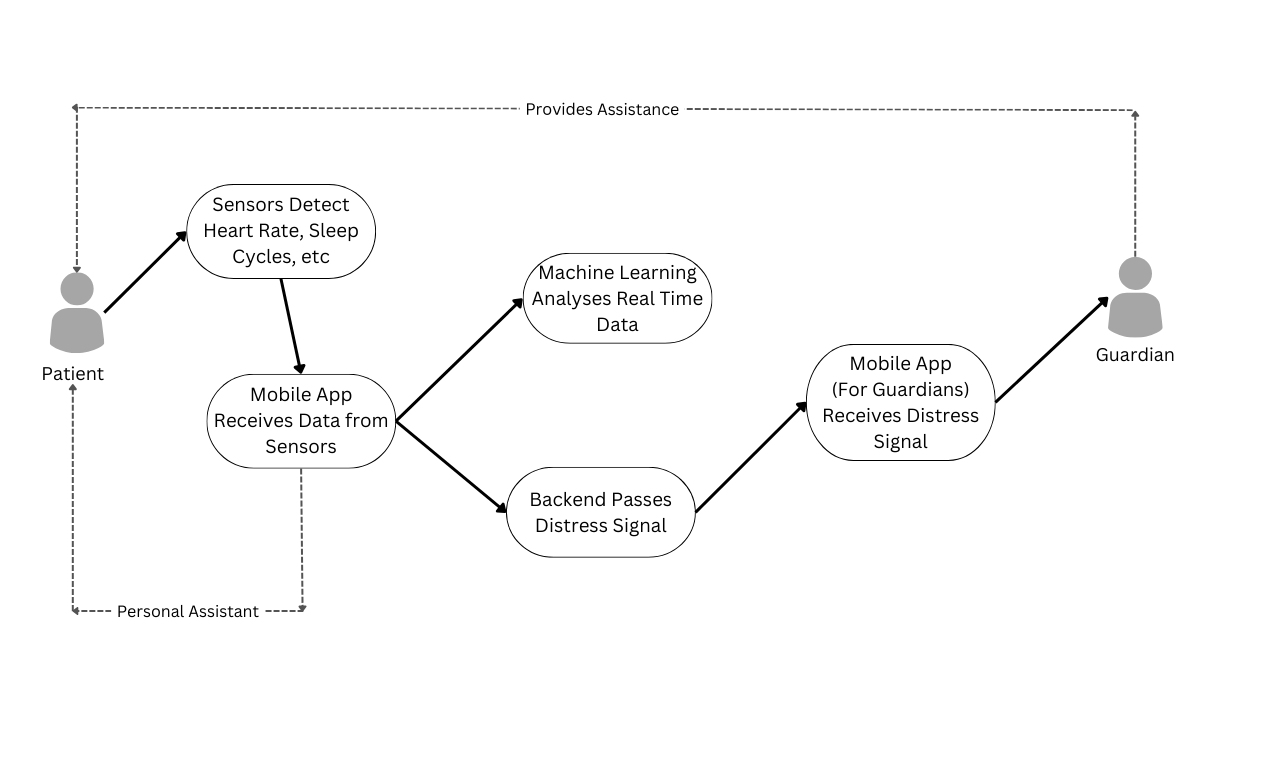 Provides Assistance
Sensors Detect
Heart Rate, Sleep
Cycles, etc
Machine Learning
Analyses Real Time
Data
Patient
Mobile App
Receives Data from
Sensors
Backend Passes
Distress Signal
Mobile App
(For Guardians)
Receives Distress
Signal
Guardian
Personal Assistant